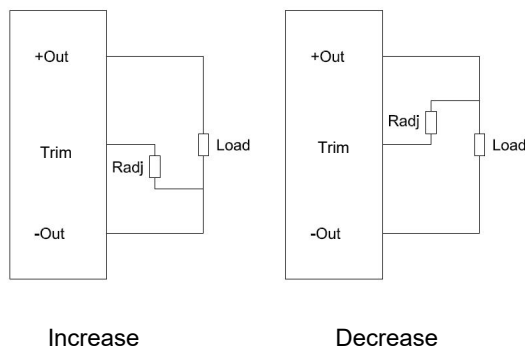 +Out
Trim
Radj
Load
-Out
Increase
+Out
Radj
Trim
Load
-Out
Decrease